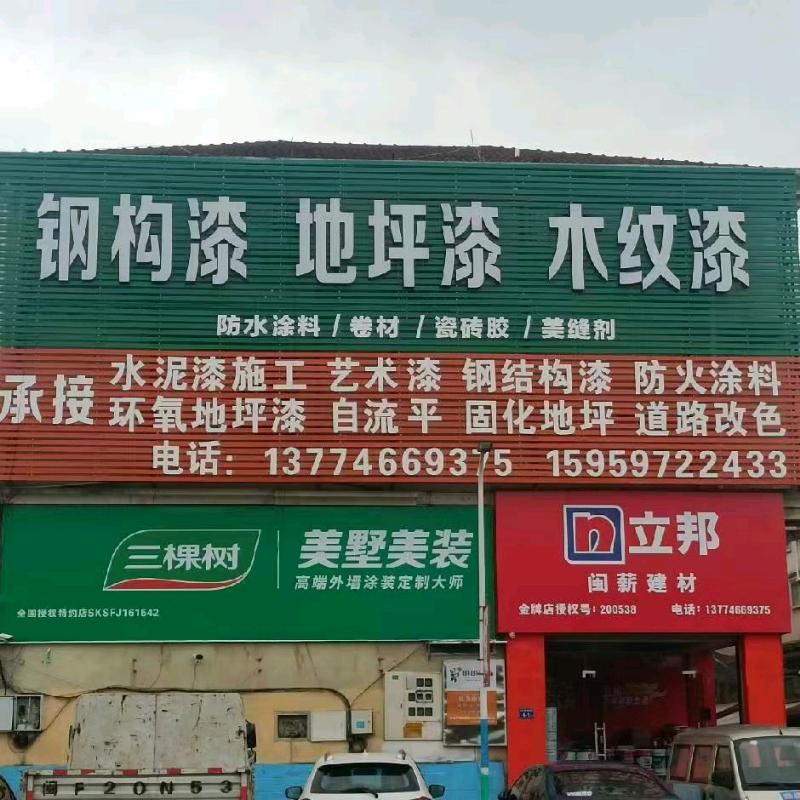 钢构漆 地坪漆 木纹漆
防水涂料 / 卷材 / 瓷砖胶 / 美缝剂
承接
水泥漆施工 艺术漆 钢结构漆 防火涂料
环氧地坪漆 自流平 固化地坪 道路改色
电话: 13774669375 15959722433
三棵树
美墅美装
高端外墙涂装定制大师
全国授权特约店SKSFJ161642
n 立邦
闽薪建材
金牌店授权号: 200538 电话: 13774669375
闽F20N53